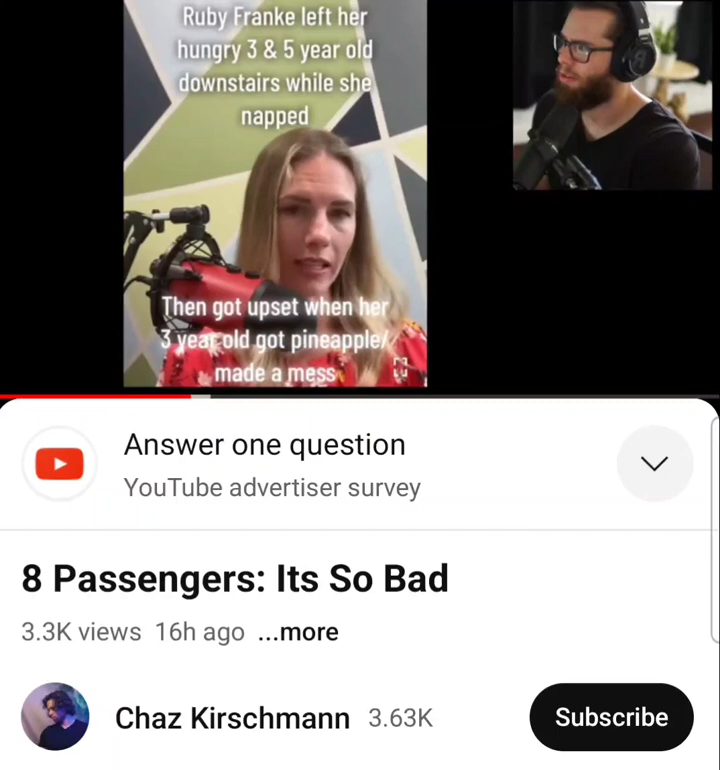 Ruby Franke left her
hungry 3 & 5 year old
downstairs while she
napped
Then got upset when her
3 year old got pineapple/
made a mess
Answer one question
YouTube advertiser survey
8 Passengers: Its So Bad
3.3K views 16h ago ...more
Chaz Kirschmann 3.63K
Subscribe